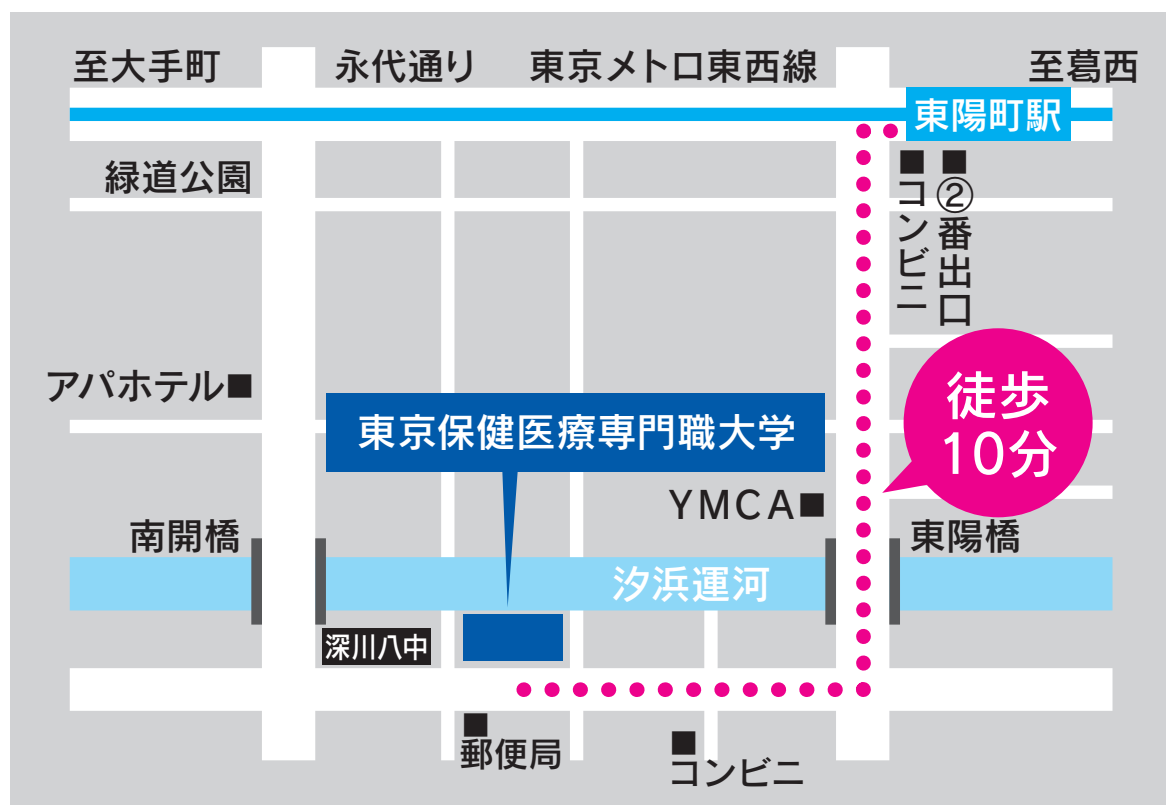 至大手町
永代通り
東京メトロ東西線
至葛西
東陽町駅
緑道公園
■コンビニ
■②番出口
アパホテル■
徒歩
10分
東京保健医療専門職大学
YMCA■
南開橋
東陽橋
汐浜運河
深川八中
■郵便局
■コンビニ